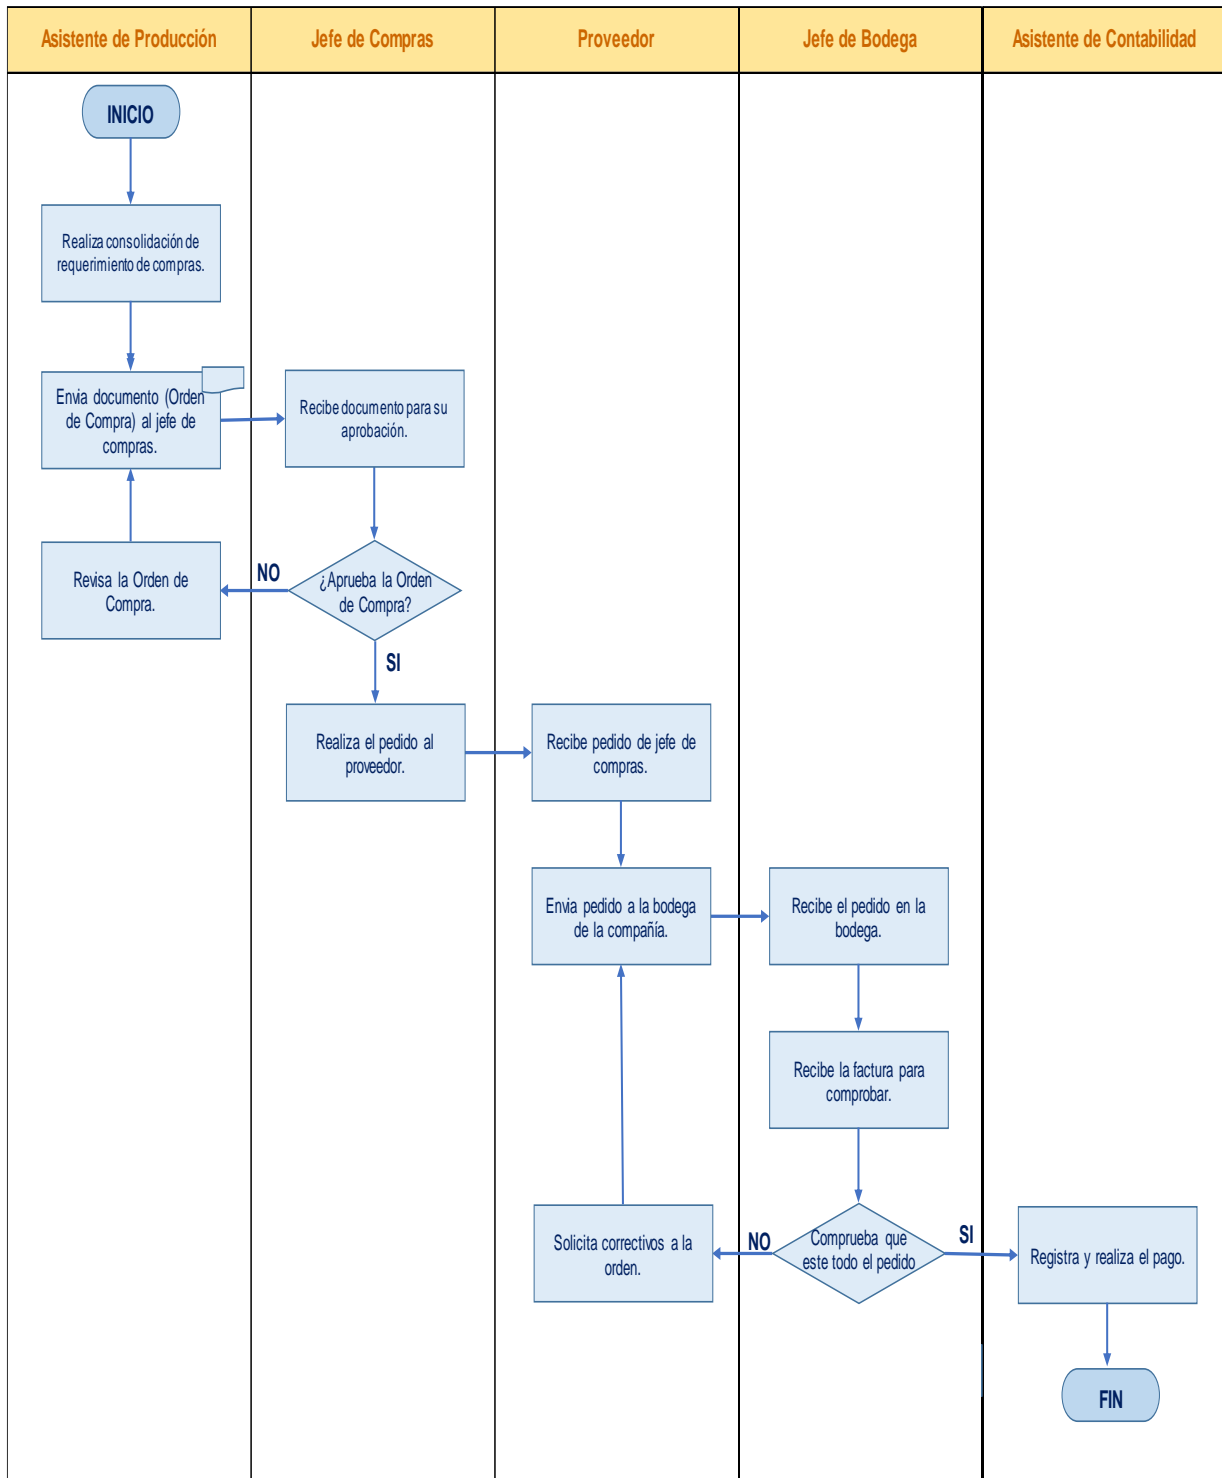 Asistente de Producción
Jefe de Compras
Proveedor
Jefe de Bodega
Asistente de Contabilidad
INICIO
Realiza consolidación de
requerimiento de compras.
Envia documento (Orden
de Compra) al jefe de
compras.
Recibe documento para su
aprobación.
Revisa la Orden de
Compra.
NO
¿Aprueba la Orden
de Compra?
SI
Realiza el pedido al
proveedor.
Recibe pedido de jefe de
compras.
Envia pedido a la bodega
de la compañía.
Recibe el pedido en la
bodega.
Recibe la factura para
comprobar.
Solicita correctivos a la
orden.
NO
Comprueba que
este todo el pedido
SI
Registra y realiza el pago.
FIN